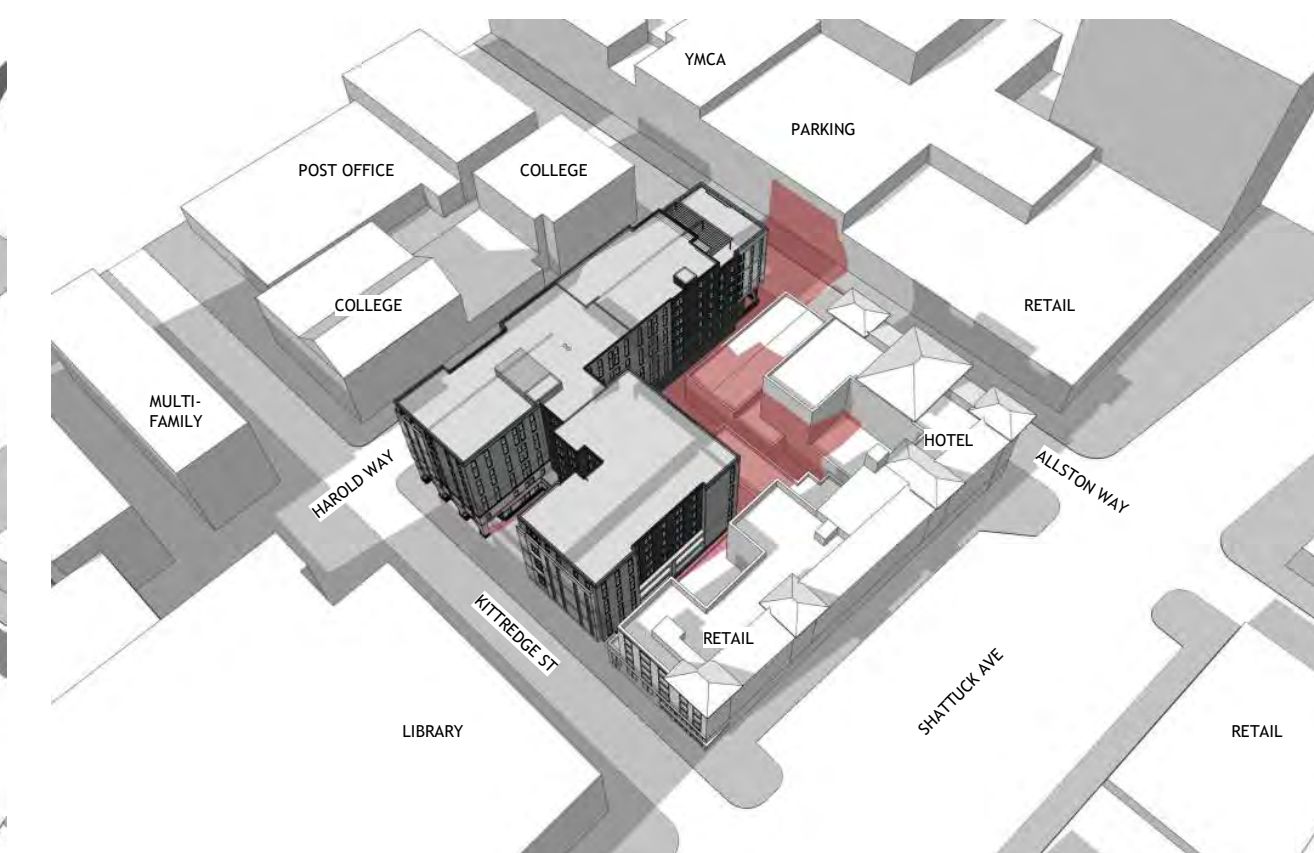 YMCA
PARKING
POST OFFICE
COLLEGE
COLLEGE
RETAIL
MULTI-
FAMILY
HOTEL
HAROLD WAY
ALLSTON WAY
KITTREDGE ST
RETAIL
SHATTUCK AVE
LIBRARY
RETAIL